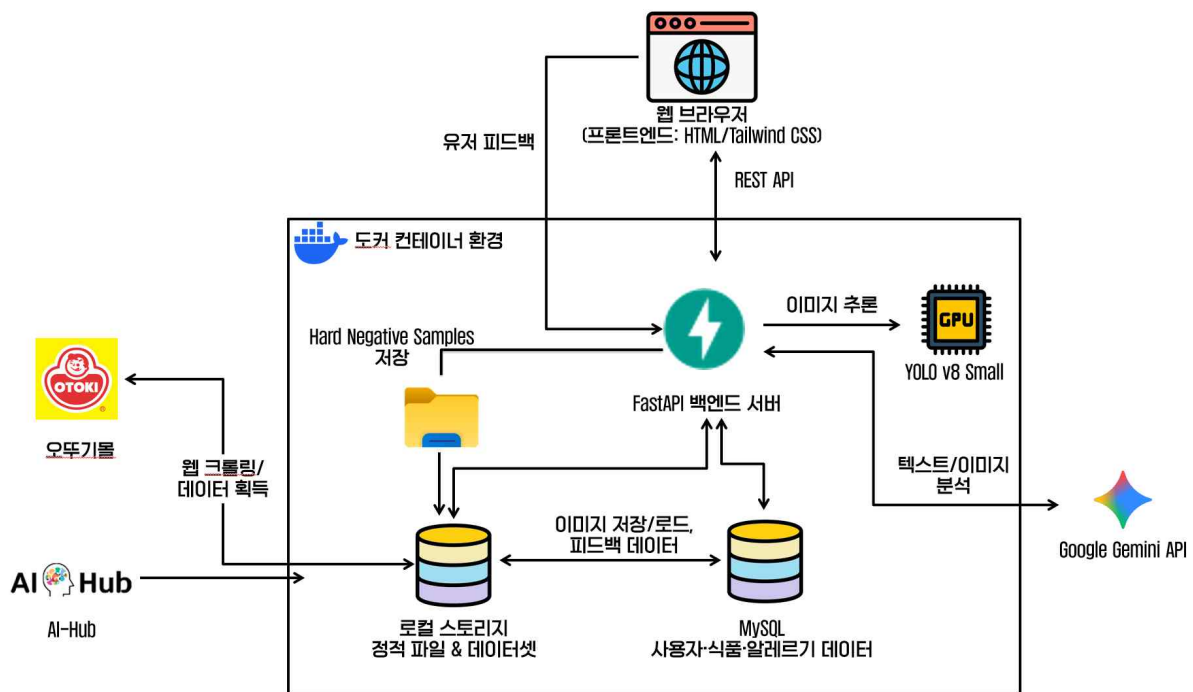 웹 브라우저
(프론트엔드: HTML/Tailwind CSS)
유저 피드백
REST API
도커 컨테이너 환경
이미지 추론
GPU
YOLO v8 Small
Hard Negative Samples
저장
FastAPI 백엔드 서버
OTOKI
®
오뚜기몰
웹 크롤링/
데이터 획득
텍스트/이미지
분석
Google Gemini API
이미지 저장/로드,
피드백 데이터
AI Hub
AI-Hub
로컬 스토리지
정적 파일 & 데이터셋
MySQL
사용자·식품·알레르기 데이터